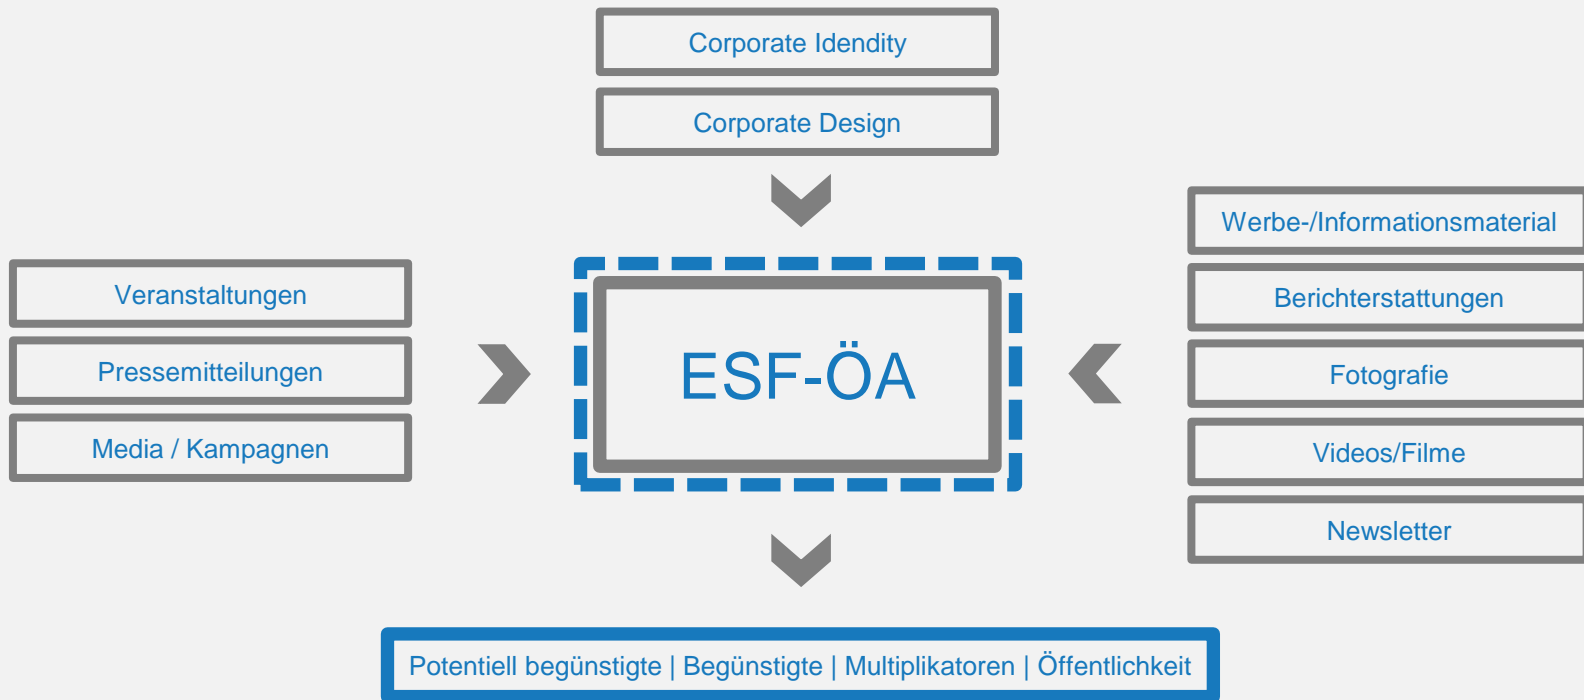 Corporate Idendity
Corporate Design
Veranstaltungen
Pressemitteilungen
Media / Kampagnen
ESF-ÖA
Werbe-/Informationsmaterial
Berichterstattungen
Fotografie
Videos/Filme
Newsletter
Potentiell begünstigte | Begünstigte | Multiplikatoren | Öffentlichkeit